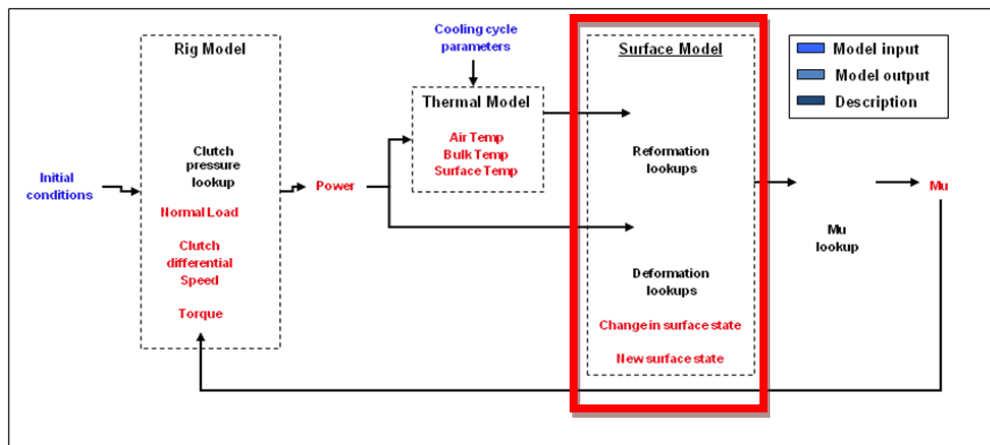 Rig Model
Clutch
pressure
lookup
Normal Load
Clutch
differential
Speed
Torque
Initial
conditions
Power
Cooling cycle
parameters
Thermal Model
Air Temp
Bulk Temp
Surface Temp
Surface Model
Reformation
lookups
Deformation
lookups
Change in surface state
New surface state
Mu
lookup
Mu
Model input
Model output
Description